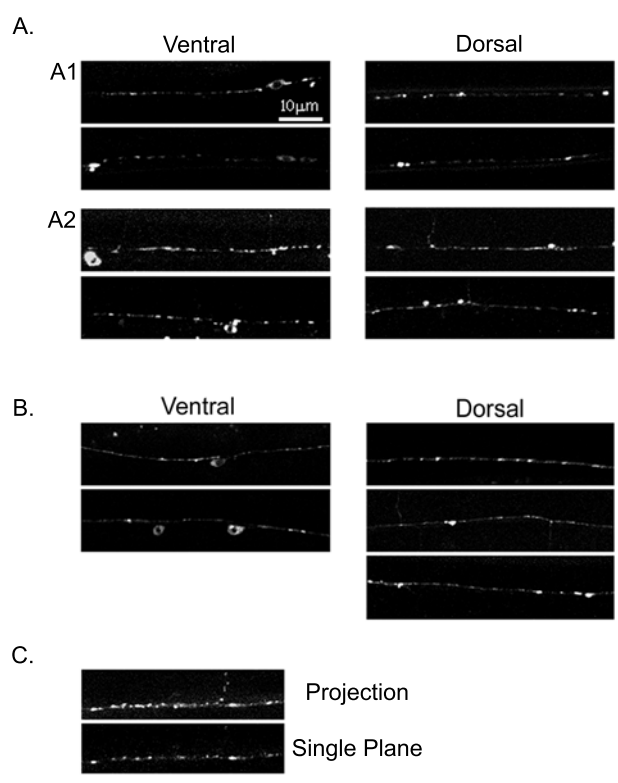 A.
Ventral
Dorsal
A1
10μm
A2
B.
Ventral
Dorsal
C.
Projection
Single Plane